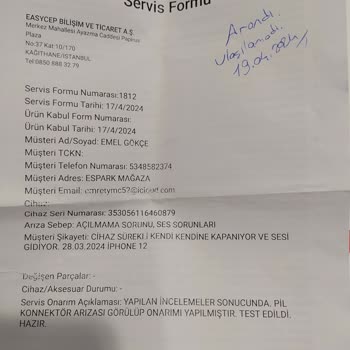 Servis Formu
EASYCEP BİLİŞİM VE TİCARET A.Ş.
Merkez Mahallesi Ayazma Caddesi Papirus
Plaza
No:37 Kat:10/170
KAĞITHANE/İSTANBUL
Tel:0850 888 32 79
Arandı.
ulaşılamadı.
Servis Formu Numarası:1812
Servis Formu Tarihi: 17/4/2024
Ürün Kabul Form Numarası:
Ürün Kabul Tarihi: 17/4/2024
Müsteri Ad/Soyad: EMEL GÖKÇE
Müşteri TCKN:
Müşteri Telefon Numarası: 5348582374
Müşteri Adres: ESPARK MAĞAZA
Müşteri Email:
Cihaz:
Cihaz Seri Numarası: 353056116460879
Arıza Sebep: AÇILMAMA SORUNU, SES SORUNLARI
Müşteri Şikayeti: CİHAZ SÜREKLİ KENDİ KENDİNE KAPANIYOR VE SESİ
GİDİYOR. 28.03.2024 İPHONE 12
Değişen Parçalar: -
Cihaz/Aksesuar Durumu: -
Servis Onarım Açıklaması: YAPILAN İNCELEMELER SONUCUNDA, PİL
KONNEKTÖR ARIZASI GÖRÜLÜP ONARIMI YAPILMIŞTIR. TEST EDİLDİ.
HAZIR.